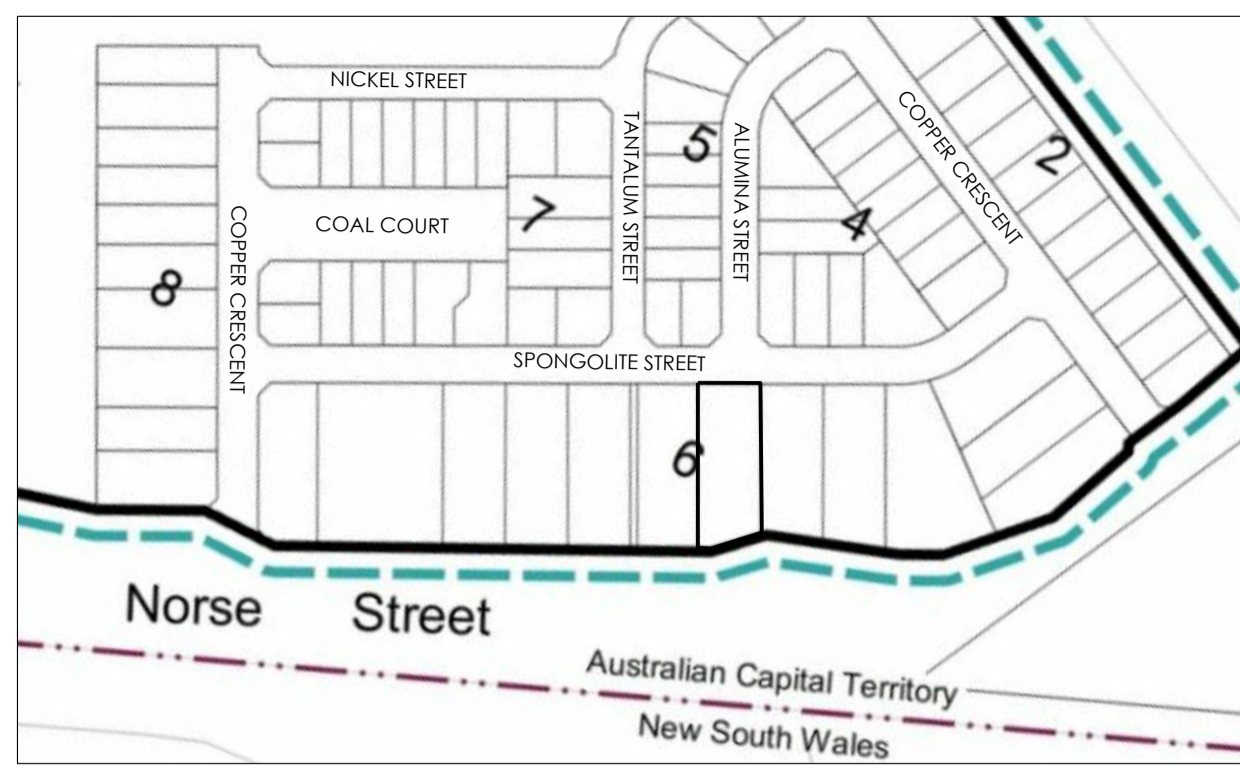 NICKEL STREET
TANTALUM STREET
5
ALUMINA STREET
COPPER CRESCENT
2
COPPER CRESCENT
COAL COURT
7
4
8
SPONGOLITE STREET
6
Norse Street
Australian Capital Territory
New South Wales